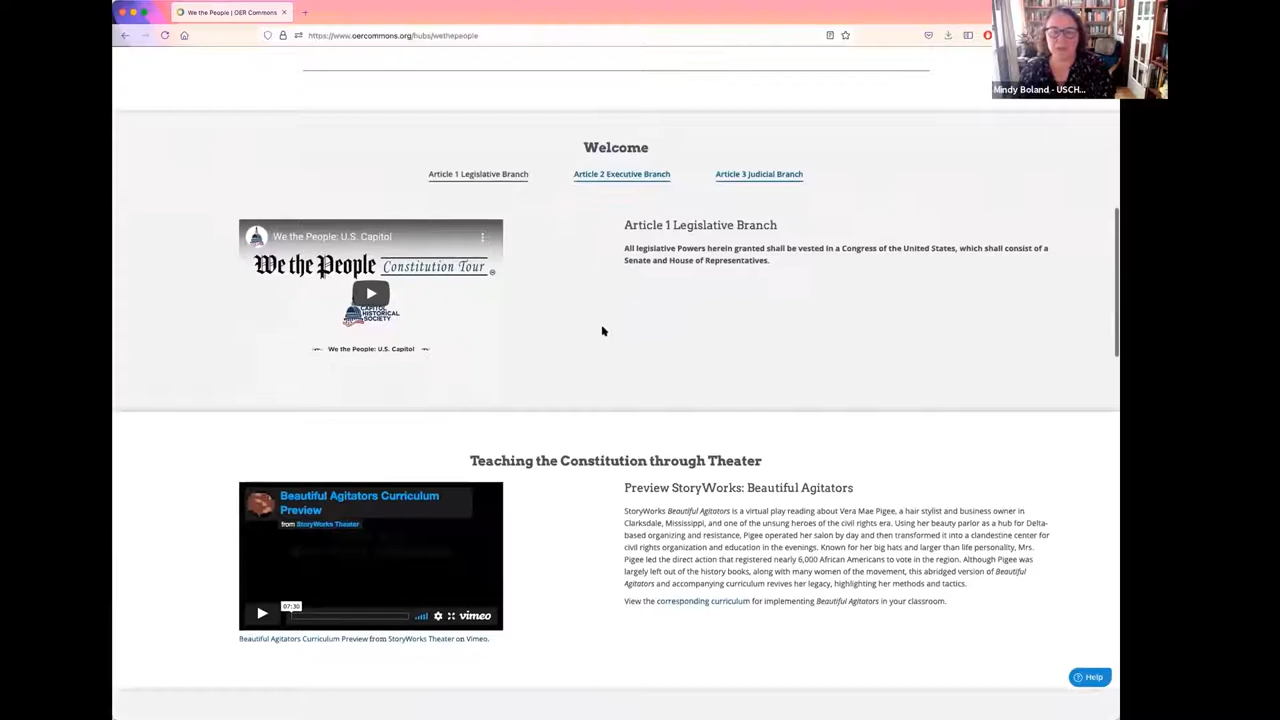 We the People | OER Commons
https://www.oercommons.org/hubs/wethepeople
Mindy Boland - USCH...
Welcome
Article 1 Legislative Branch
Article 2 Executive Branch
Article 3 Judicial Branch
We the People: U.S. Capitol
We the People Constitution Tour
CAPITOL
HISTORICAL
SOCIETY
We the People: U.S. Capitol
Article 1 Legislative Branch
All legislative Powers herein granted shall be vested in a Congress of the United States, which shall consist of a
Senate and House of Representatives.
Teaching the Constitution through Theater
Beautiful Agitators Curriculum
Preview
from StoryWorks Theater
07:30
vimeo
Beautiful Agitators Curriculum Preview from StoryWorks Theater on Vimeo.
Preview StoryWorks: Beautiful Agitators
StoryWorks Beautiful Agitators is a virtual play reading about Vera Mae Pigee, a hair stylist and business owner in
Clarksdale, Mississippi, and one of the unsung heroes of the civil rights era. Using her beauty parlor as a hub for Delta-
based organizing and resistance, Pigee operated her salon by day and then transformed it into a clandestine center for
civil rights organization and education in the evenings. Known for her big hats and larger than life personality, Mrs.
Pigee led the direct action that registered nearly 6,000 African Americans to vote in the region. Although Pigee was
largely left out of the history books, along with many women of the movement, this abridged version of Beautiful
Agitators and accompanying curriculum revives her legacy, highlighting her methods and tactics.
View the corresponding curriculum for implementing Beautiful Agitators in your classroom.
Help